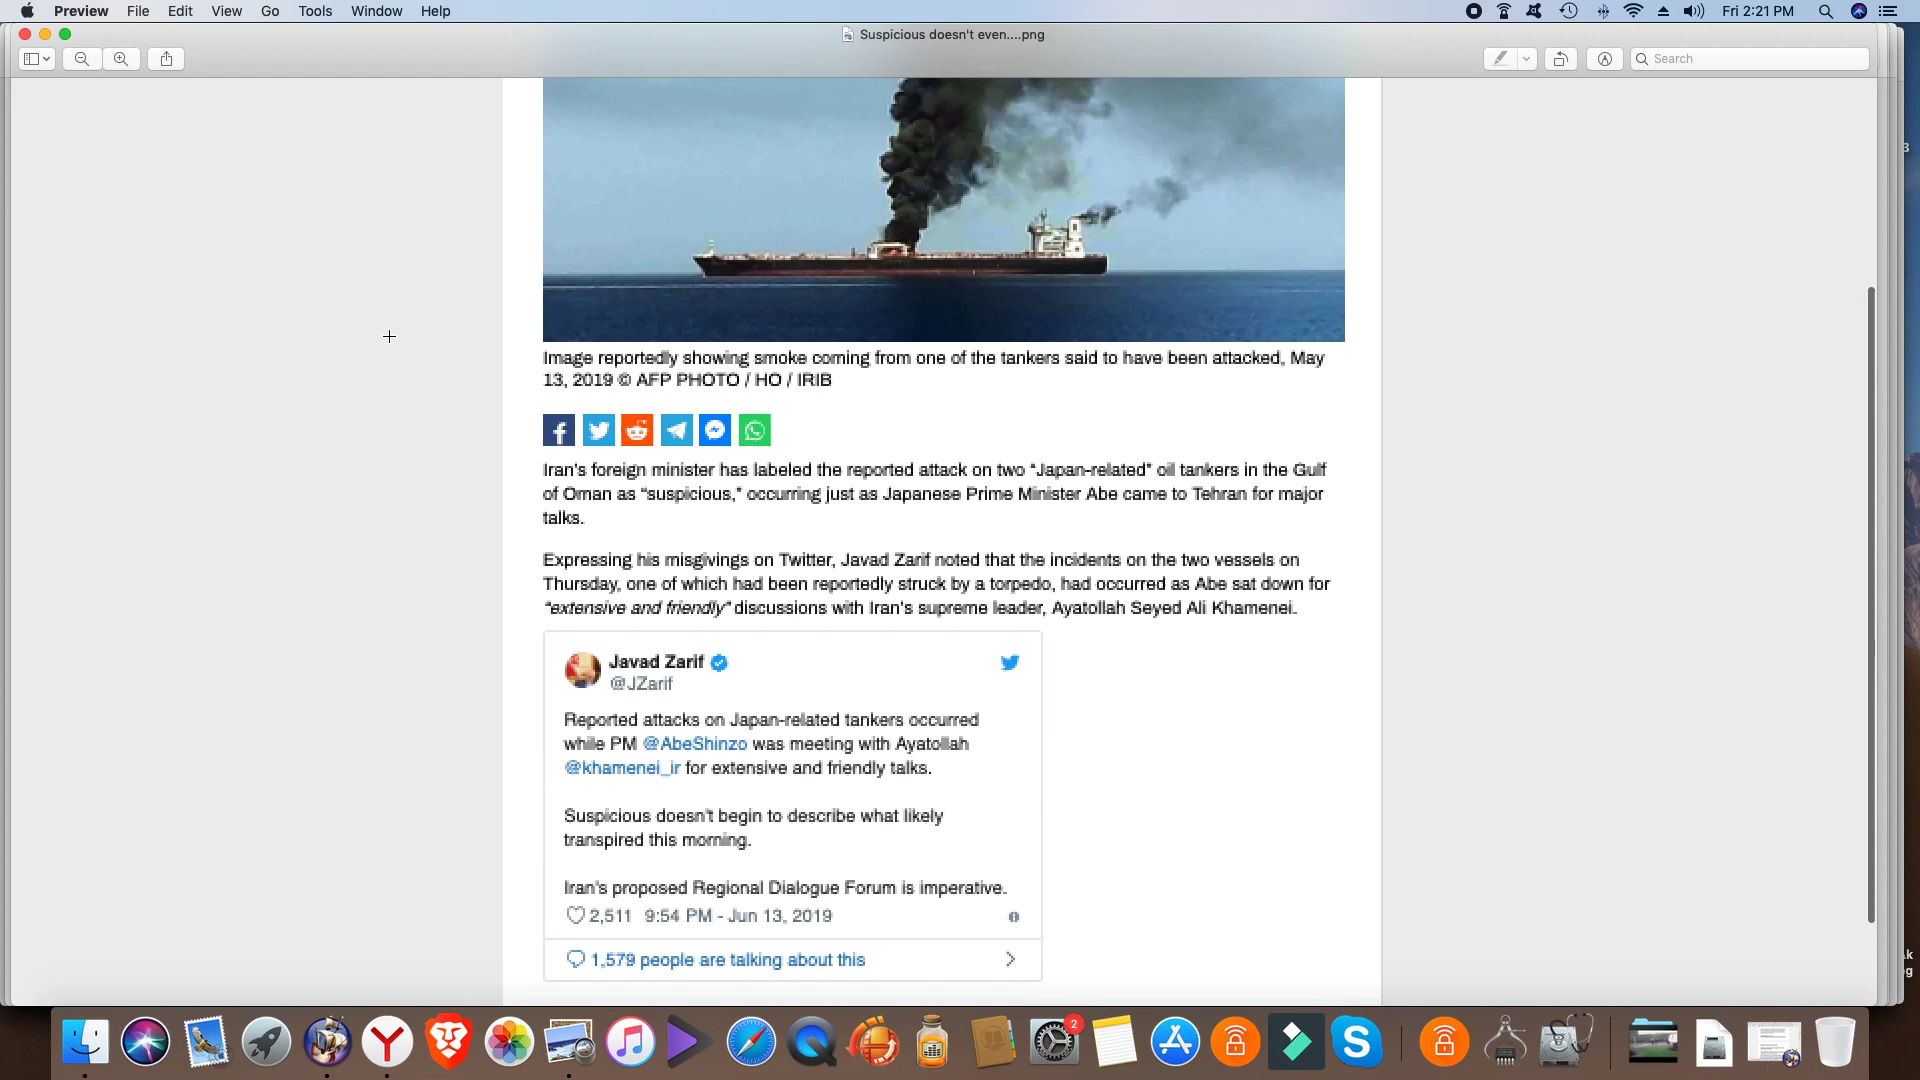 Preview File Edit View Go Tools Window Help
Fri 2:21 PM
Suspicious doesn't even....png
Search
Image reportedly showing smoke coming from one of the tankers said to have been attacked, May
13, 2019 © AFP PHOTO / HO / IRIB
Iran's foreign minister has labeled the reported attack on two “Japan-related” oil tankers in the Gulf
of Oman as “suspicious,” occurring just as Japanese Prime Minister Abe came to Tehran for major
talks.
Expressing his misgivings on Twitter, Javad Zarif noted that the incidents on the two vessels on
Thursday, one of which had been reportedly struck by a torpedo, had occurred as Abe sat down for
“extensive and friendly” discussions with Iran's supreme leader, Ayatollah Seyed Ali Khamenei.
Javad Zarif
@JZarif
Reported attacks on Japan-related tankers occurred
while PM @AbeShinzo was meeting with Ayatollah
@khamenei_ir for extensive and friendly talks.
Suspicious doesn't begin to describe what likely
transpired this morning.
Iran's proposed Regional Dialogue Forum is imperative.
2,511 9:54 PM - Jun 13, 2019
1,579 people are talking about this
2